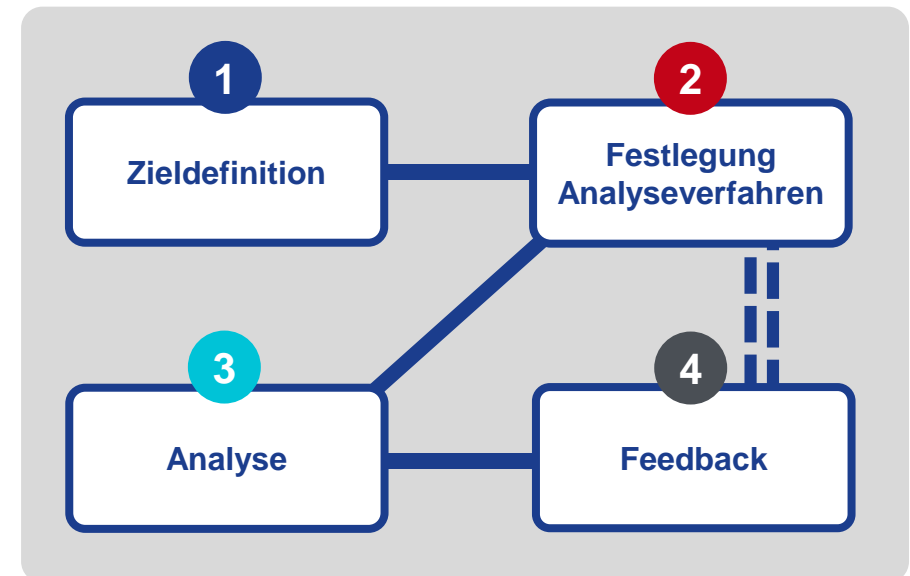 1
Zieldefinition
2
Festlegung
Analyseverfahren
3
Analyse
4
Feedback